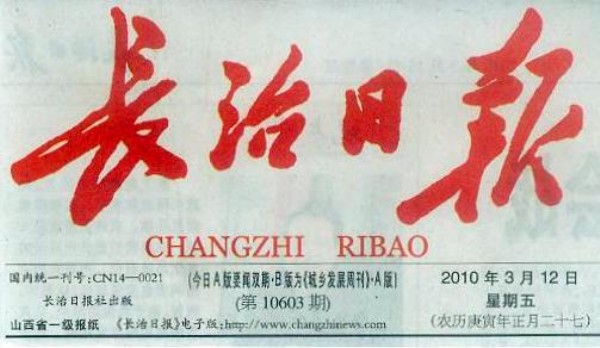 长治日报
CHANGZHI RIBAO
国内统一刊号:CN14—0021
长治日报社出版
山西省一级报纸 《长治日报》电子版:http://www.changzhinews.com
(今日A版要闻双期·B版为《城乡发展周刊》·A版)
(第10603期)
2010年3月12日
星期五
(农历庚寅年正月二十七)